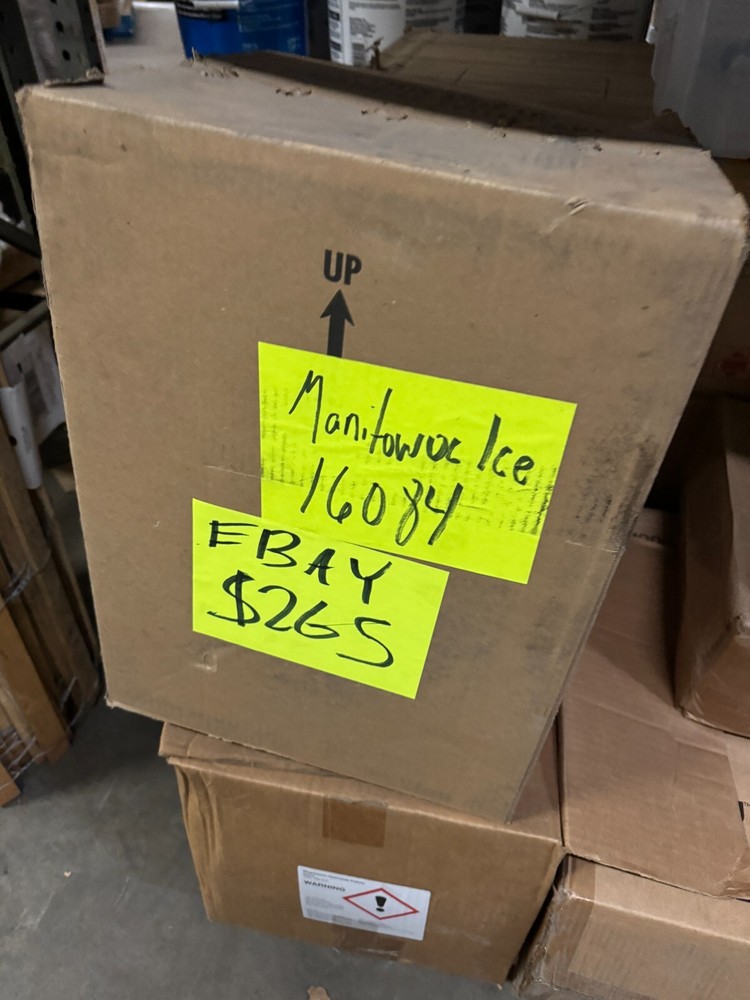 UP
Manitowoc Ice
16084
EBAY
$265
WARNING